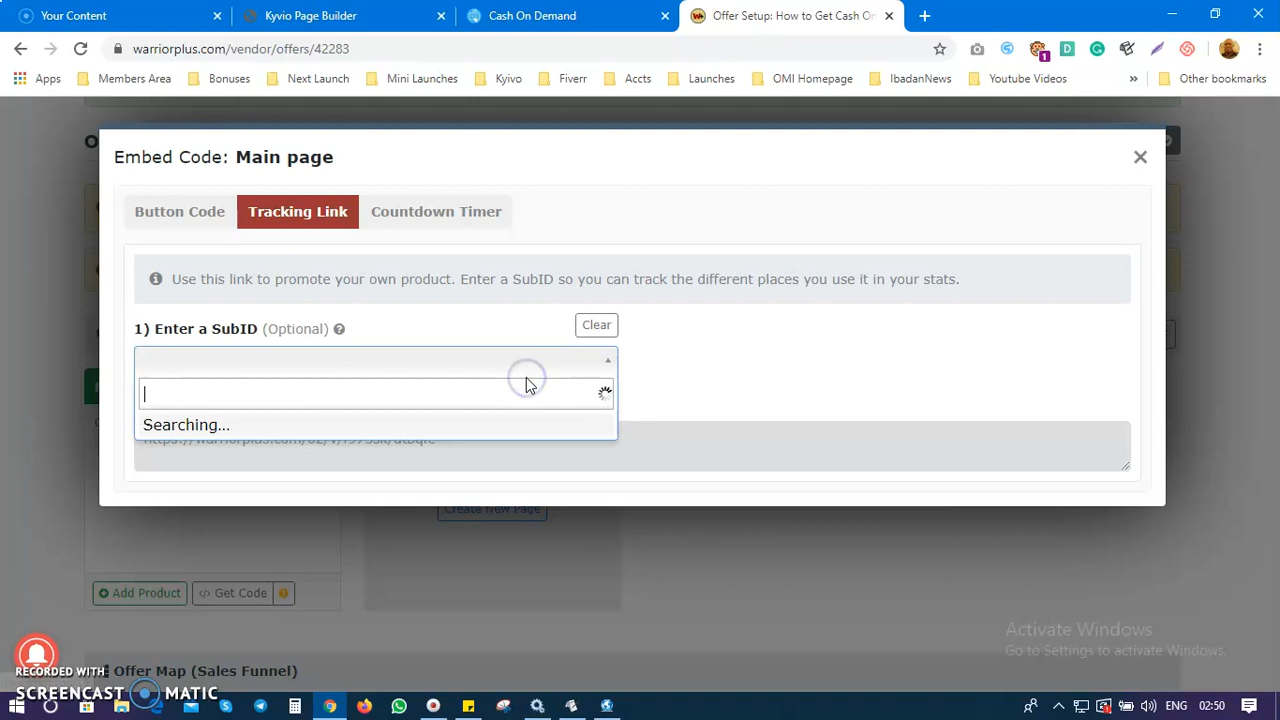 Your Content
Kyvio Page Builder
Cash On Demand
Offer Setup: How to Get Cash On
warriorplus.com/vendor/offers/42283
1
Apps
Members Area
Bonuses
Next Launch
Mini Launches
Kyivo
Fiverr
Accts
Launches
OMI Homepage
IbadanNews
Youtube Videos
»
Other bookmarks
Embed Code: Main page
Button Code
Tracking Link
Countdown Timer
Use this link to promote your own product. Enter a SubID so you can track the different places you use it in your stats.
1) Enter a SubID (Optional)
Clear
Searching...
Create New Page
Add Product
</> Get Code
Activate Windows
Go to Settings to activate Windows.
Offer Map (Sales Funnel)
RECORDED WITH
SCREENCAST MATIC
ENG
02:50